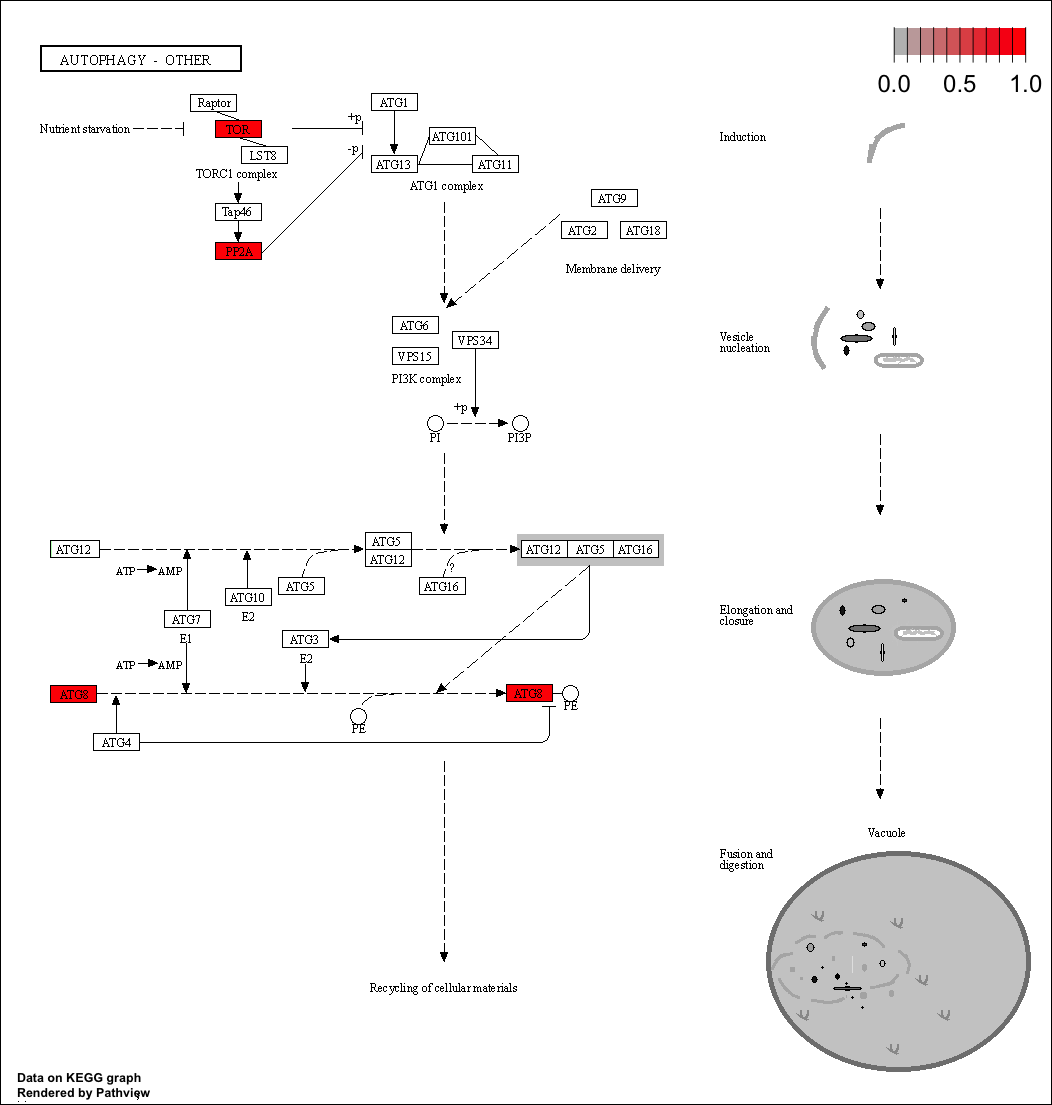 AUTOPHAGY - OTHER
0.0 0.5 1.0
Raptor
TOR
LST8
TORC1 complex
Nutrient starvation
Tap46
PP2A
+p
-p
ATG1
ATG101
ATG13
ATG11
ATG1 complex
ATG9
ATG2
ATG18
Membrane delivery
ATG6
VPS34
VPS15
PI3K complex
+p
PI
PI3P
ATG12
ATG5
ATG12
ATG12 ATG5 ATG16
ATP AMP
ATG5
?
ATG16
ATG10
E2
ATG7
E1
ATG3
E2
ATP AMP
ATG8
ATG8
PE
PE
ATG4
Recycling of cellular materials
Induction
Vesicle
nucleation
Elongation and
closure
Vacuole
Fusion and
digestion
Data on KEGG graph
Rendered by Pathview